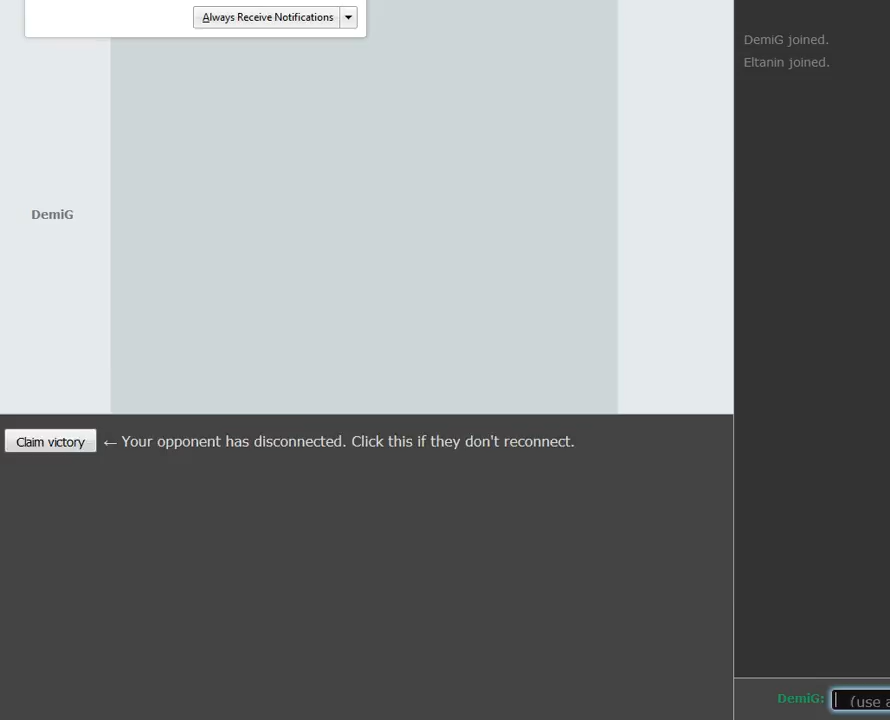 Always Receive Notifications
DemiG joined.
Eltanin joined.
DemiG
Claim victory
← Your opponent has disconnected. Click this if they don't reconnect.
DemiG:
(use a